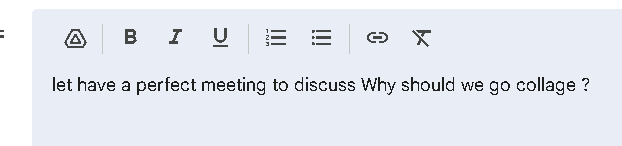 B I U
let have a perfect meeting to discuss Why should we go collage ?